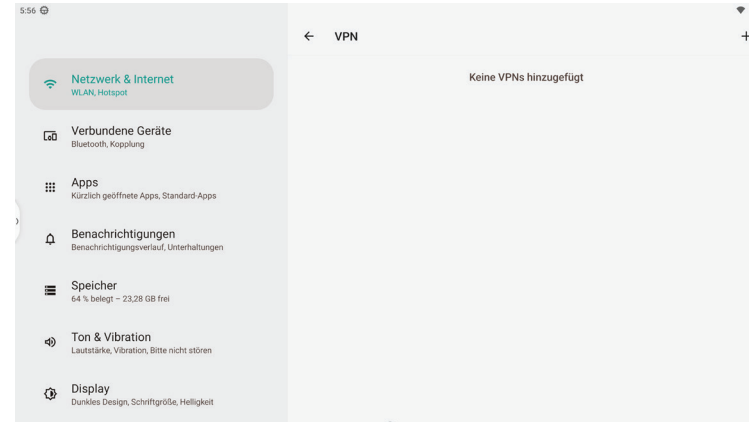 5:56
VPN
Keine VPNs hinzugefügt
Netzwerk & Internet
WLAN, Hotspot
Verbundene Geräte
Bluetooth, Kopplung
Apps
Kürzlich geöffnete Apps, Standard-Apps
Benachrichtigungen
Benachrichtigungsverlauf, Unterhaltungen
Speicher
64 % belegt – 23,28 GB frei
Ton & Vibration
Lautstärke, Vibration, Bitte nicht stören
Display
Dunkles Design, Schriftgröße, Helligkeit